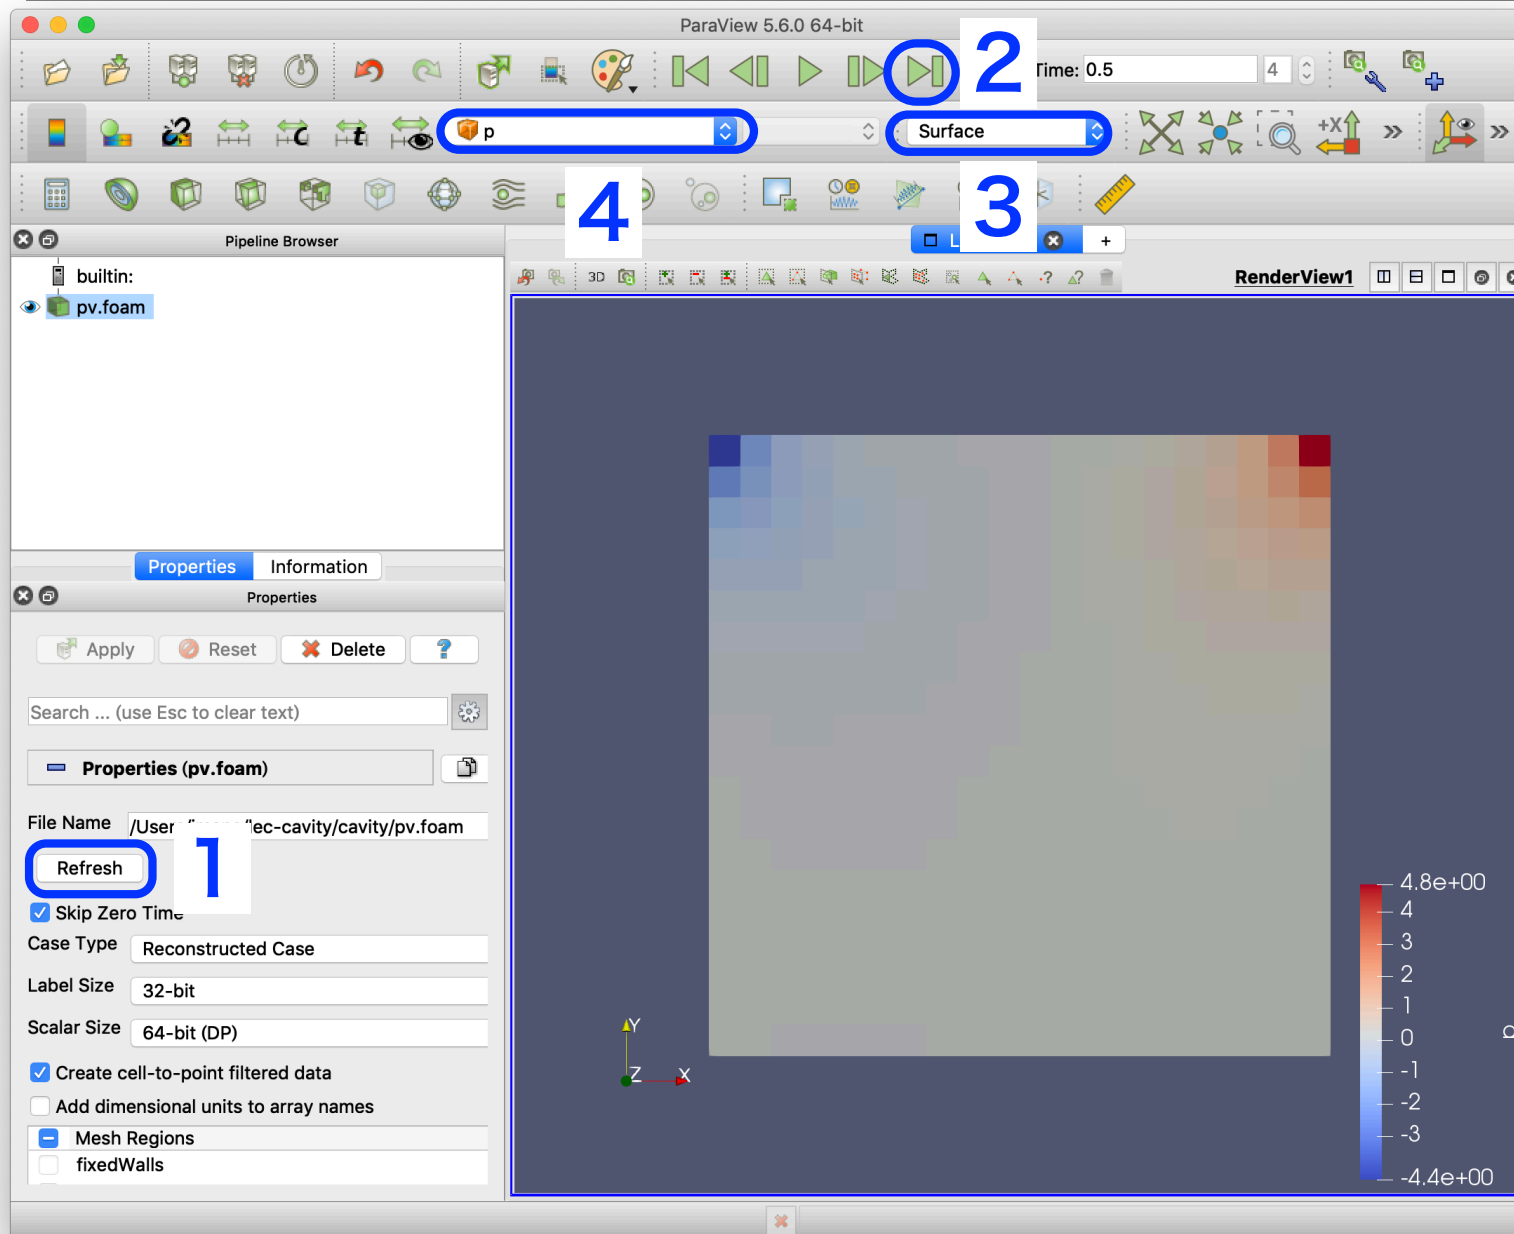 ParaView 5.6.0 64-bit
2
Time: 0.5
4
p
Surface
4
3
Pipeline Browser
+
builtin:
pv.foam
3D
RenderView1
Properties
Information
Properties
Apply
Reset
Delete
?
Search ... (use Esc to clear text)
Properties (pv.foam)
File Name
ec-cavity/cavity/pv.foam
Refresh
1
Skip Zero Time
Case Type
Reconstructed Case
Label Size
32-bit
Scalar Size
64-bit (DP)
Create cell-to-point filtered data
Add dimensional units to array names
Mesh Regions
fixedWalls
Y
Z
X
4.8e+00
4
3
2
1
0
-1
-2
-3
-4.4e+00
p